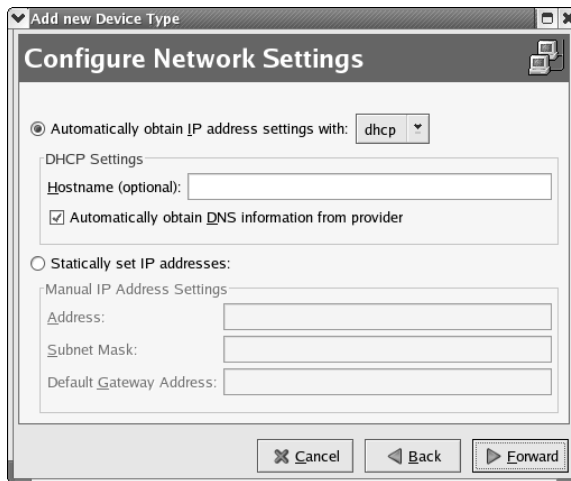 Add new Device Type
Configure Network Settings
Automatically obtain IP address settings with: dhcp
DHCP Settings
Hostname (optional):
Automatically obtain DNS information from provider
Statically set IP addresses:
Manual IP Address Settings
Address:
Subnet Mask:
Default Gateway Address:
Cancel Back Forward